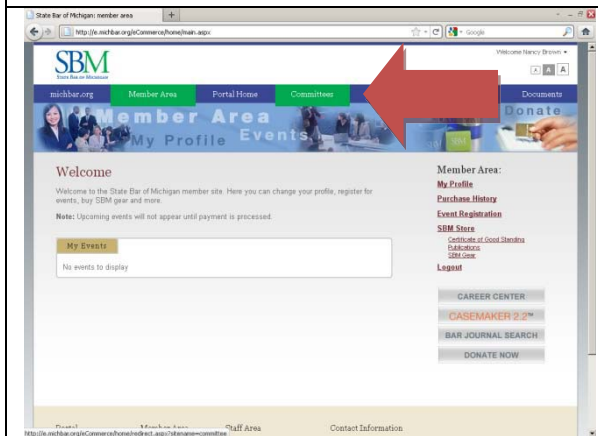 State Bar of Michigan: member area
http://e.michbar.org/eCommerce/home/main.aspx
Google
Welcome Nancy Brown
SBM
State Bar of Michigan
A A A
michbar.org Member Area Portal Home Committees Documents
Member Area
My Profile Events
Donate
SBM
Welcome
Welcome to the State Bar of Michigan member site. Here you can change your profile, register for
events, buy SBM gear and more.
Note: Upcoming events will not appear until payment is processed.
My Events
No events to display
Member Area:
My Profile
Purchase History
Event Registration
SBM Store
Certificate of Good Standing
Publications
SBM Gear
Logout
CAREER CENTER
CASEMAKER 2.2™
BAR JOURNAL SEARCH
DONATE NOW
Portal Member Area Staff Area Contact Information
http://e.michbar.org/eCommerce/home/redirect.aspx?sitename=committee